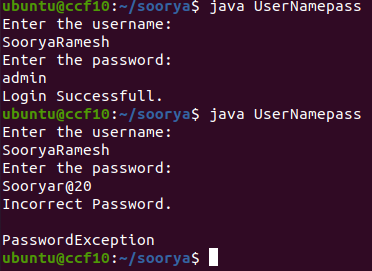 ubuntu@ccf10:~/soorya$ java UserNamepass
Enter the username:
SooryaRamesh
Enter the password:
admin
Login Successfull.
ubuntu@ccf10:~/soorya$ java UserNamepass
Enter the username:
SooryaRamesh
Enter the password:
Sooryar@20
Incorrect Password.
PasswordException
ubuntu@ccf10:~/soorya$